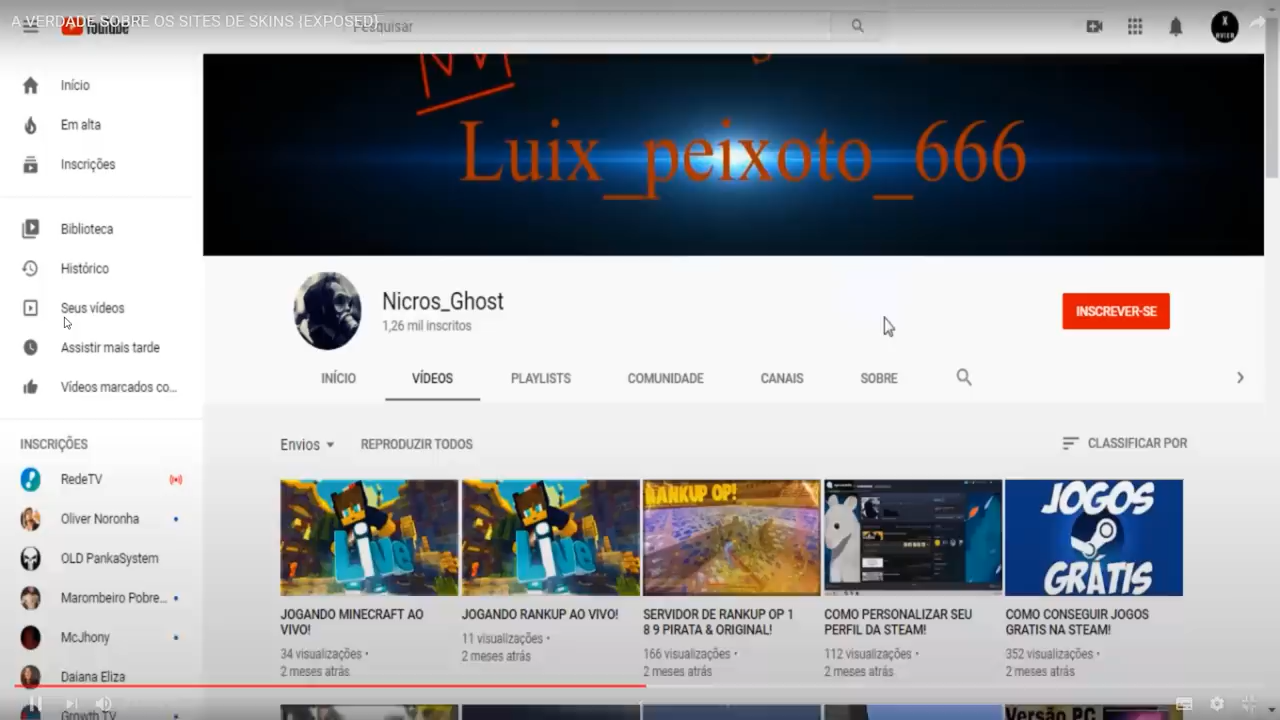 A VERDADE SOBRE OS SITES DE SKINS (EXPOSED)
YouTube
Pesquisar
Início
Em alta
Inscrições
Biblioteca
Histórico
Seus vídeos
Assistir mais tarde
Vídeos marcados co...
INSCRIÇÕES
RedeTV
Oliver Noronha
OLD PankaSystem
Marombeiro Pobre...
McJhony
Daiana Eliza
Growth TV
Luix_peixoto_666
Nicros_Ghost
1,26 mil inscritos
INSCREVER-SE
INÍCIO
VÍDEOS
PLAYLISTS
COMUNIDADE
CANAIS
SOBRE
Envios
REPRODUZIR TODOS
CLASSIFICAR POR
Live!
Live!
RANKUP OP!
JOGOS
GRÁTIS
JOGANDO MINECRAFT AO
VIVO!
34 visualizações •
2 meses atrás
JOGANDO RANKUP AO VIVO!
11 visualizações •
2 meses atrás
SERVIDOR DE RANKUP OP 1
8 9 PIRATA & ORIGINAL!
166 visualizações •
2 meses atrás
COMO PERSONALIZAR SEU
PERFIL DA STEAM!
112 visualizações •
2 meses atrás
COMO CONSEGUIR JOGOS
GRATIS NA STEAM!
352 visualizações •
2 meses atrás
Versão PC